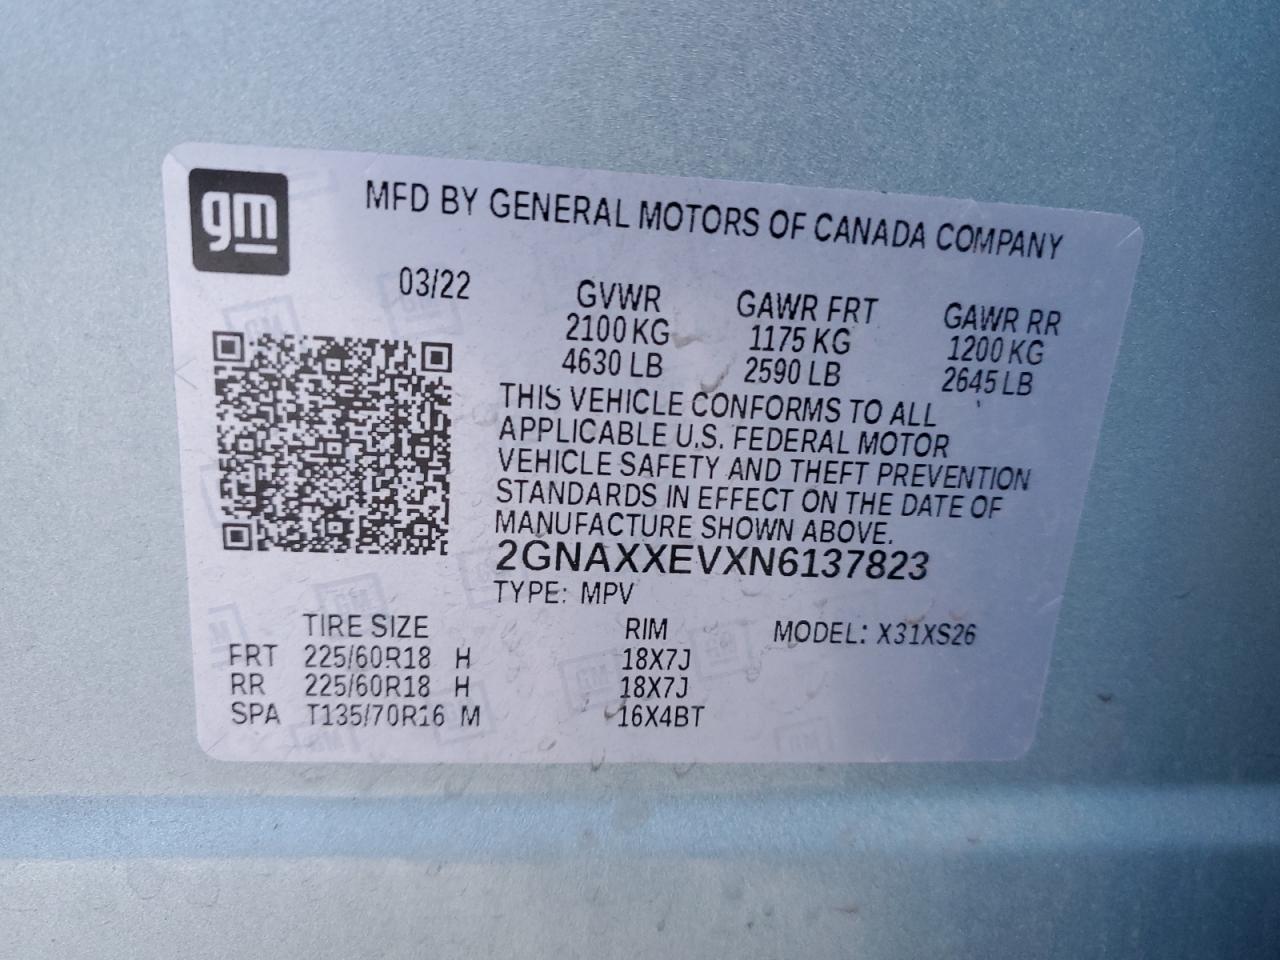 gm
MFD BY GENERAL MOTORS OF CANADA COMPANY
03/22
GVWR GAWR FRT GAWR RR
2100 KG 1175 KG 1200 KG
4630 LB 2590 LB 2645 LB
THIS VEHICLE CONFORMS TO ALL
APPLICABLE U.S. FEDERAL MOTOR
VEHICLE SAFETY AND THEFT PREVENTION
STANDARDS IN EFFECT ON THE DATE OF
MANUFACTURE SHOWN ABOVE.
2GNAXXEVXN6137823
TYPE: MPV
TIRE SIZE RIM MODEL: X31XS26
FRT 225/60R18 H 18X7J
RR 225/60R18 H 18X7J
SPA T135/70R16 M 16X4BT